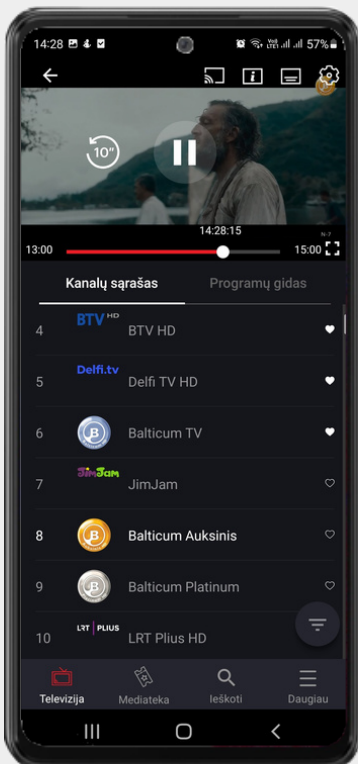 14:28 57%
10"
14:28:15
N-7
13:00 15:00
Kanalų sąrašas Programų gidas
4 BTV HD BTV HD
5 Delfi.tv Delfi TV HD
6 B Balticum TV
7 JimJam JimJam
8 B Balticum Auksinis
9 B Balticum Platinum
10 LRT PLIUS LRT Plius HD
Televizija Mediateka Ieškoti Daugiau